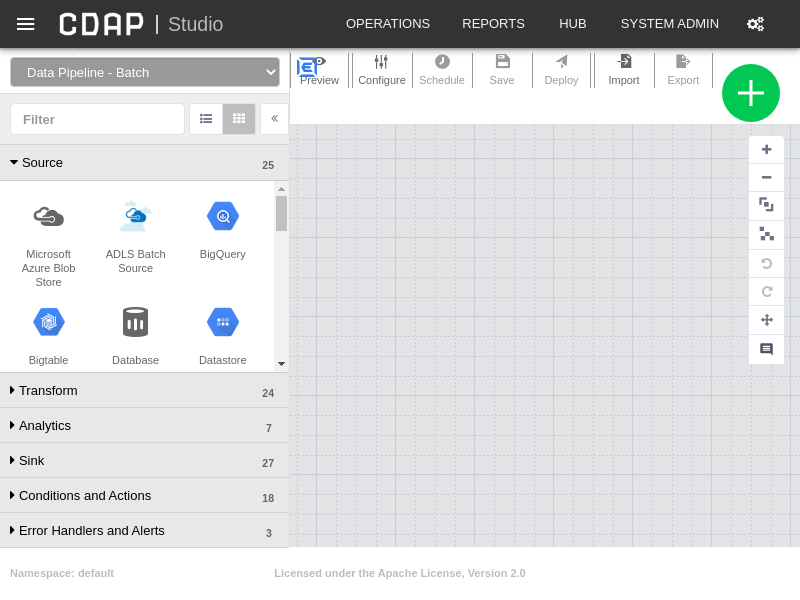 CDAP | Studio
OPERATIONS
REPORTS
HUB
SYSTEM ADMIN
Data Pipeline - Batch
Preview
Configure
Schedule
Save
Deploy
Import
Export
Filter
Source
25
Microsoft
Azure Blob
Store
ADLS Batch
Source
BigQuery
Bigtable
Database
Datastore
Transform
24
Analytics
7
Sink
27
Conditions and Actions
18
Error Handlers and Alerts
3
Namespace: default
Licensed under the Apache License, Version 2.0